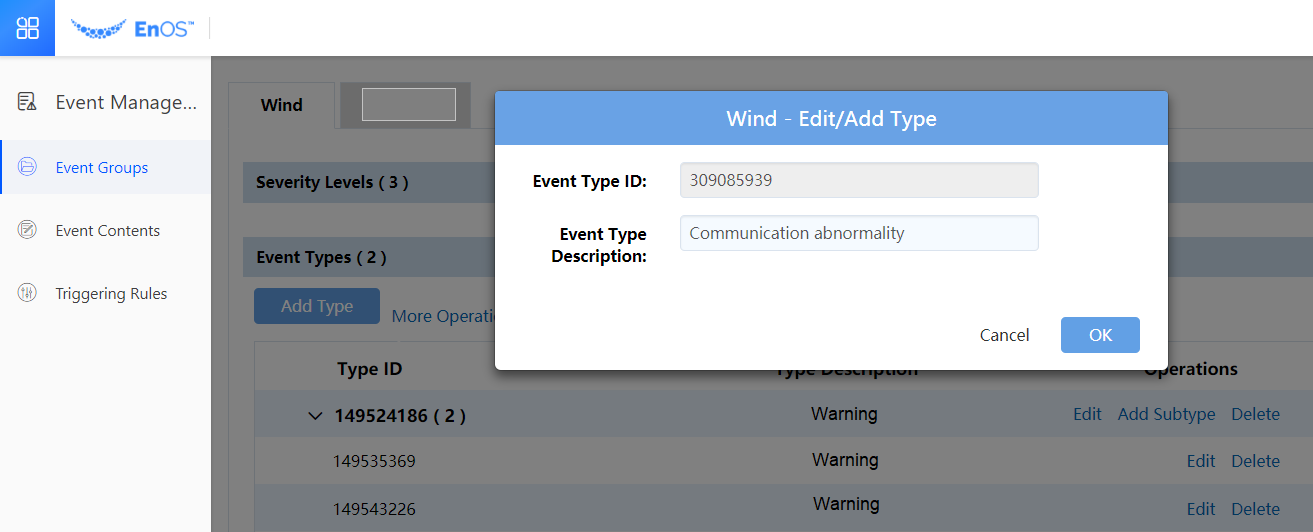 EnOS™
Event Manage...
Event Groups
Event Contents
Triggering Rules
Wind
Severity Levels ( 3 )
Event Types ( 2 )
Add Type
More Operati
Wind - Edit/Add Type
Event Type ID:
309085939
Event Type
Description:
Communication abnormality
Cancel
OK
Type ID
Type Description
Operations
149524186 ( 2 )
Warning
Edit Add Subtype Delete
149535369
Warning
Edit Delete
149543226
Warning
Edit Delete